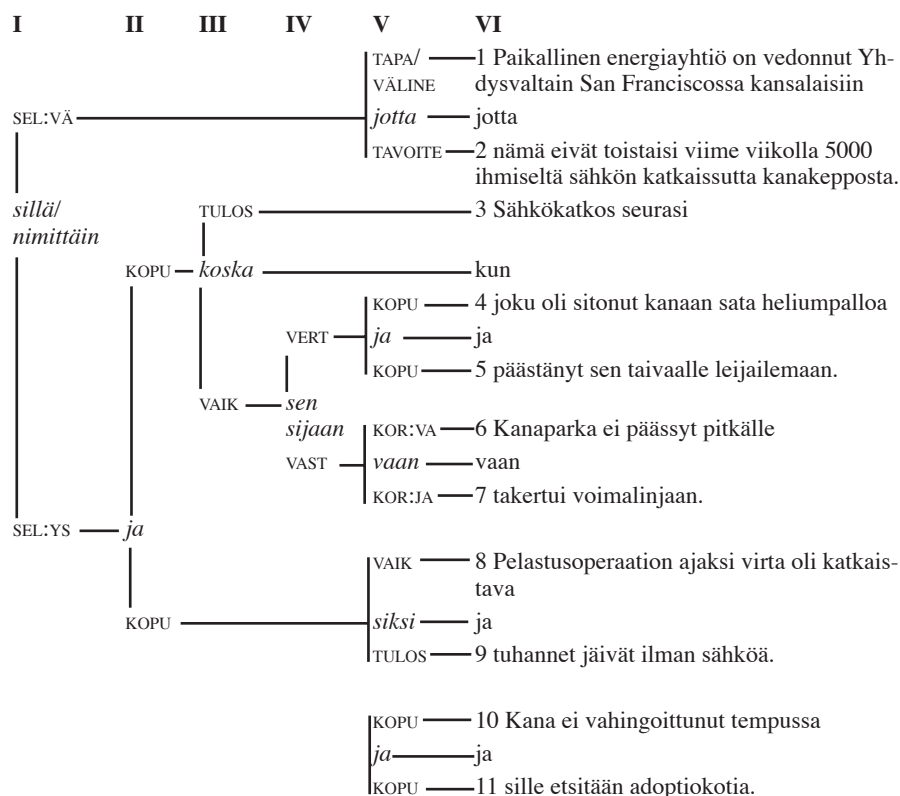 I II III IV V VI
TAPA/ 1 Paikallinen energiayhtiö on vedonnut Yh-
VÄLINE dysvaltain San Franciscossa kansalaisiin
SEL:VÄ jotta jotta
TAVOITE 2 nämä eivät toistaisi viime viikolla 5000
ihmiseltä sähkön katkaissutta kanakepposta.
sillä/ TULOS 3 Sähkökatkos seurasi
nimittäin
KOPU koska kun
KOPU 4 joku oli sitonut kanaan sata heliumpalloa
VERT ja ja
KOPU 5 päästänyt sen taivaalle leijailemaan.
VAIK sen
sijaan KOR:VA 6 Kanaparka ei päässyt pitkälle
VAST vaan vaan
KOR:JA 7 takertui voimalinjaan.
SEL:YS ja
VAIK 8 Pelastusoperaation ajaksi virta oli katkais-
tava
KOPU siksi ja
TULOS 9 tuhannet jäivät ilman sähköä.
KOPU 10 Kana ei vahingoittunut tempussa
ja ja
KOPU 11 sille etsitään adoptiokotia.